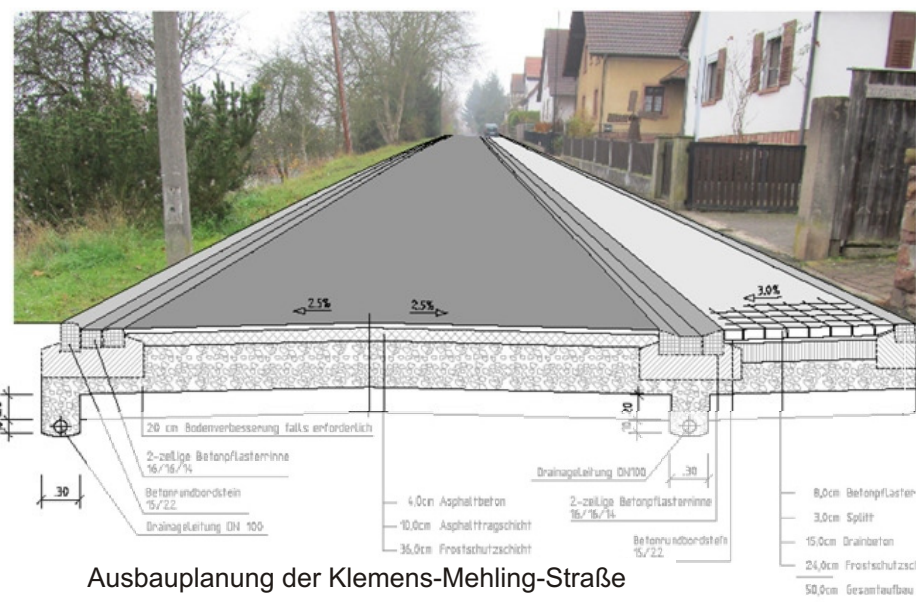 2.5%
2.5%
3.0%
20 cm Bodenverbesserung falls erforderlich
2-zeilige Betonpflasterrinne
16/16/14
Betonrundbordstein
15/22
Drainageleitung DN 100
.30
4,0cm Asphaltbeton
10,0cm Asphalttragschicht
36,0cm Frostschutzschicht
Drainageleitung DN100
.30
2-zeilige Betonpflasterrinne
16/16/14
Betonrundbordstein
15/22
.20
8,0cm Betonpflaster
3,0cm Splitt
15,0cm Drainbeton
24,0cm Frostschutzsc
50,0cm Gesamtaufbau
Ausbauplanung der Klemens-Mehling-Straße